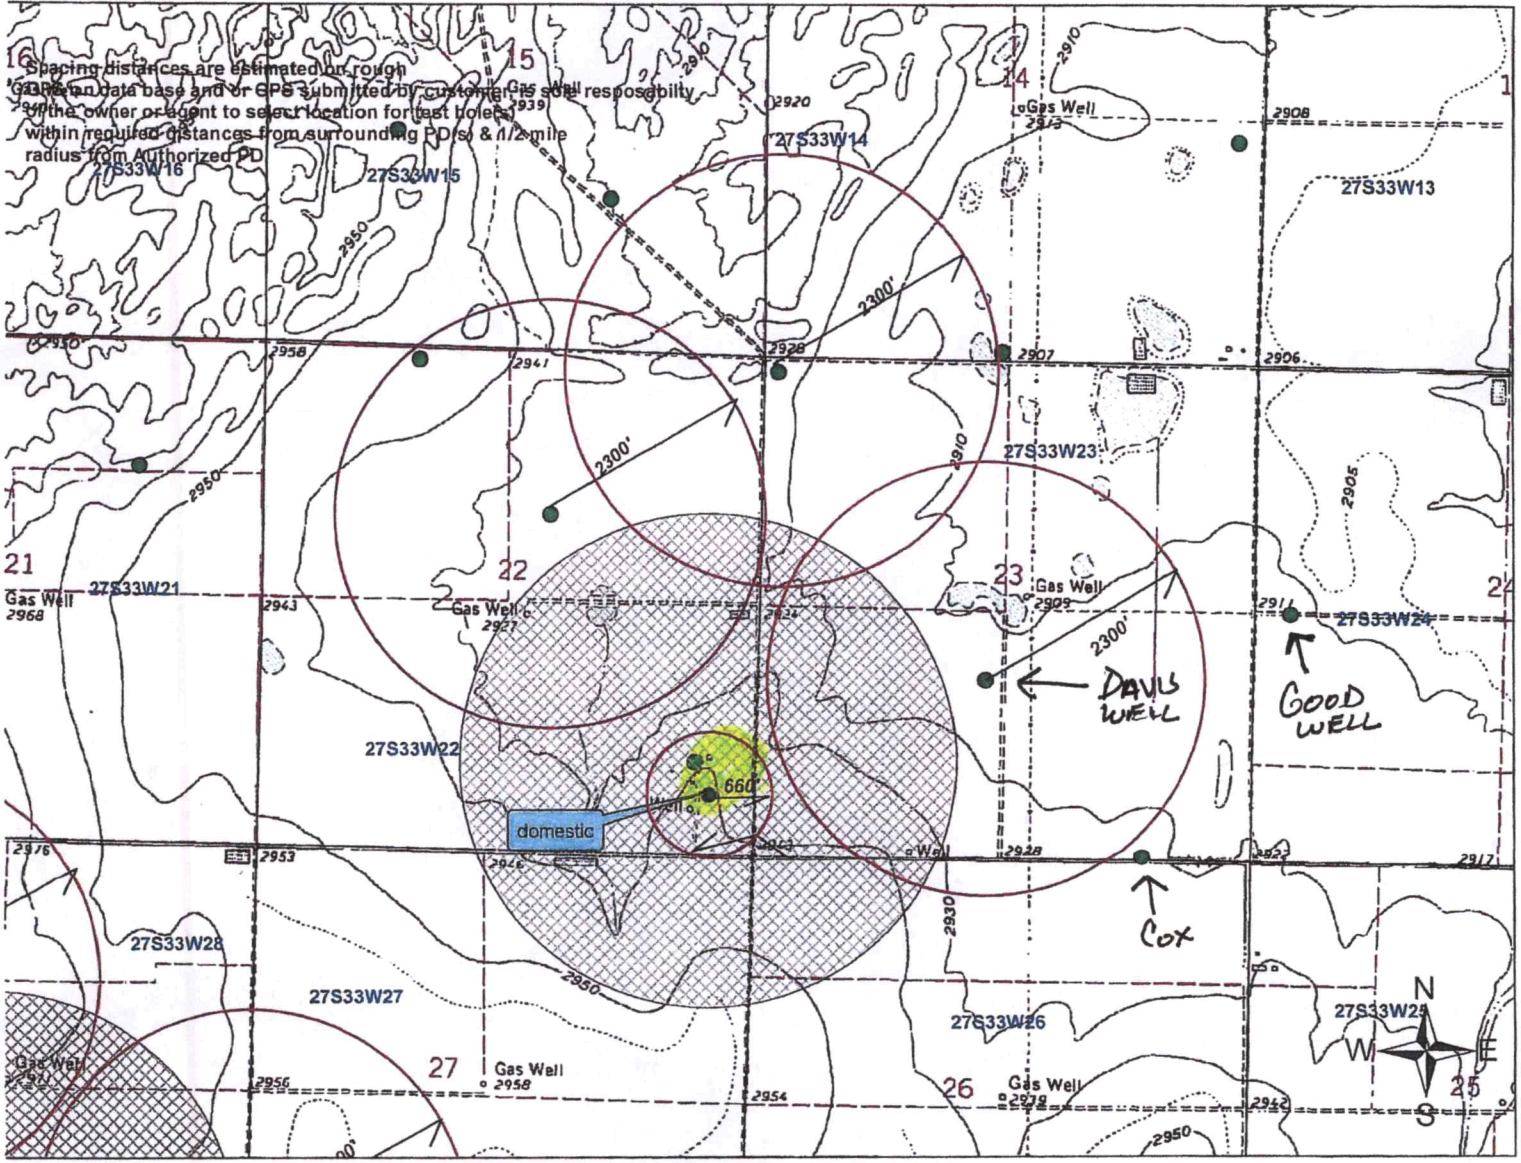 16
15
14
1
Spacing distances are estimated on rough
data base and or GPS submitted by customer, is sole resposabilty
of the owner or agent to select location for test hole(s)
within required distances from surrounding PD(s) & 1/2 mile
radius from Authorized PD
Gas Well
2939
2910
2910
2920
Gas Well
2913
2908
27S33W16
27S33W15
27S33W14
27S33W13
2950
2300'
2950
2958
2941
2928
2907
2906
2300'
2910
27S33W23
2905
2950
21
22
23
24
27S33W21
Gas Well
2968
2943
Gas Well
2927
2924
Gas Well
2909
2911
27S33W24
2300'
DAVIS
WELL
GOOD
WELL
27S33W22
660'
Well
domestic
2976
2953
2946
2943
Well
2928
2922
2917
COX
2930
27S33W28
27S33W27
2950
27S33W26
27S33W25
N
W
E
S
Gas Well
27
Gas Well
2958
26
Gas Well
2939
25
2956
2954
2942
2950
00'